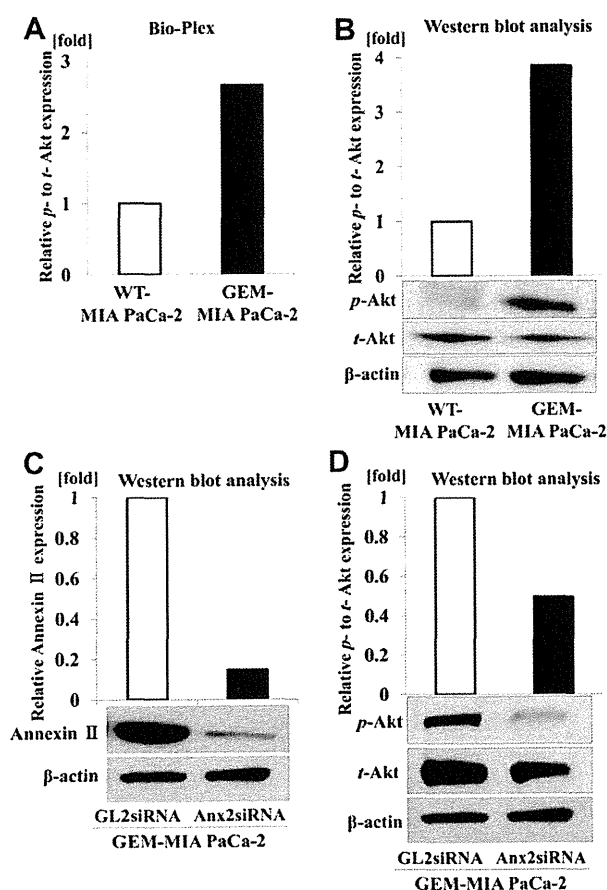 A
Bio-Plex
[fold]
Relative p- to t- Akt expression
3
2
1
0
WT-
MIA PaCa-2
GEM-
MIA PaCa-2
B
Western blot analysis
[fold]
Relative p- to t- Akt expression
4
3
2
1
0
p-Akt
t-Akt
β-actin
WT-
MIA PaCa-2
GEM-
MIA PaCa-2
C
[fold]
Western blot analysis
Relative Annexin II expression
1
0.8
0.6
0.4
0.2
0
Annexin II
β-actin
GL2siRNA Anx2siRNA
GEM-MIA PaCa-2
D
Western blot analysis
[fold]
Relative p- to t- Akt expression
1
0.8
0.6
0.4
0.2
0
p-Akt
t-Akt
β-actin
GL2siRNA Anx2siRNA
GEM-MIA PaCa-2